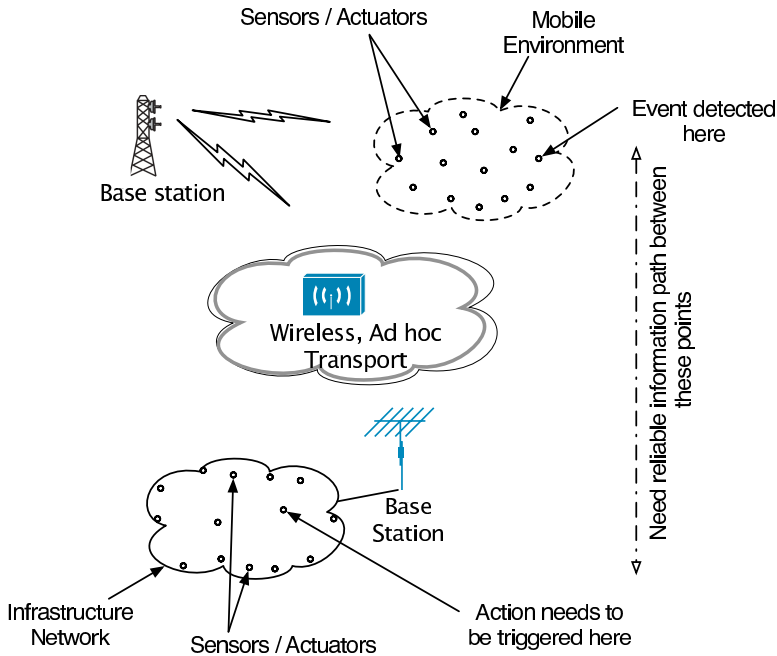 Sensors / Actuators
Mobile
Environment
Event detected
here
Base station
Need reliable information path between
these points
Wireless, Ad hoc
Transport
Base
Station
Infrastructure
Network
Sensors / Actuators
Action needs to
be triggered here